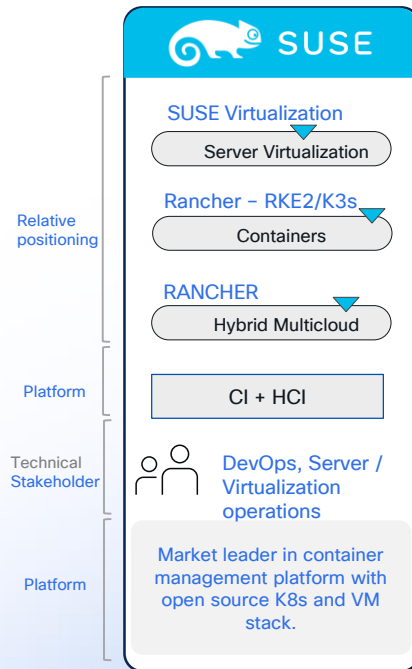 SUSE
SUSE Virtualization
Server Virtualization
Rancher – RKE2/K3s
Containers
Relative
positioning
RANCHER
Hybrid Multicloud
Platform
CI + HCI
Technical
Stakeholder
DevOps, Server /
Virtualization
operations
Platform
Market leader in container
management platform with
open source K8s and VM
stack.